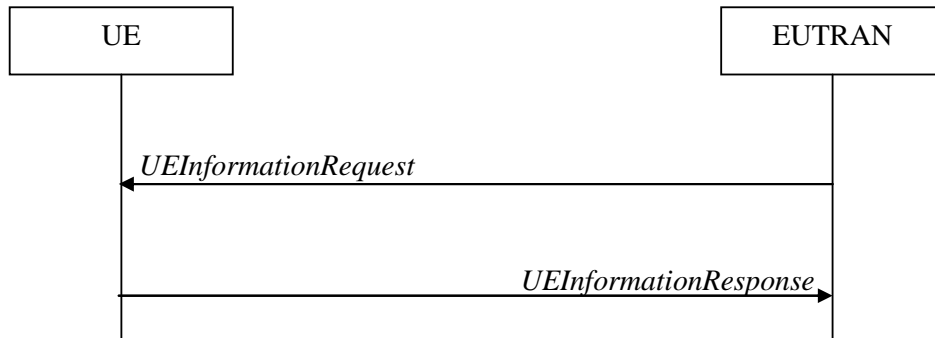 UE
EUTRAN
UEInformationRequest
UEInformationResponse